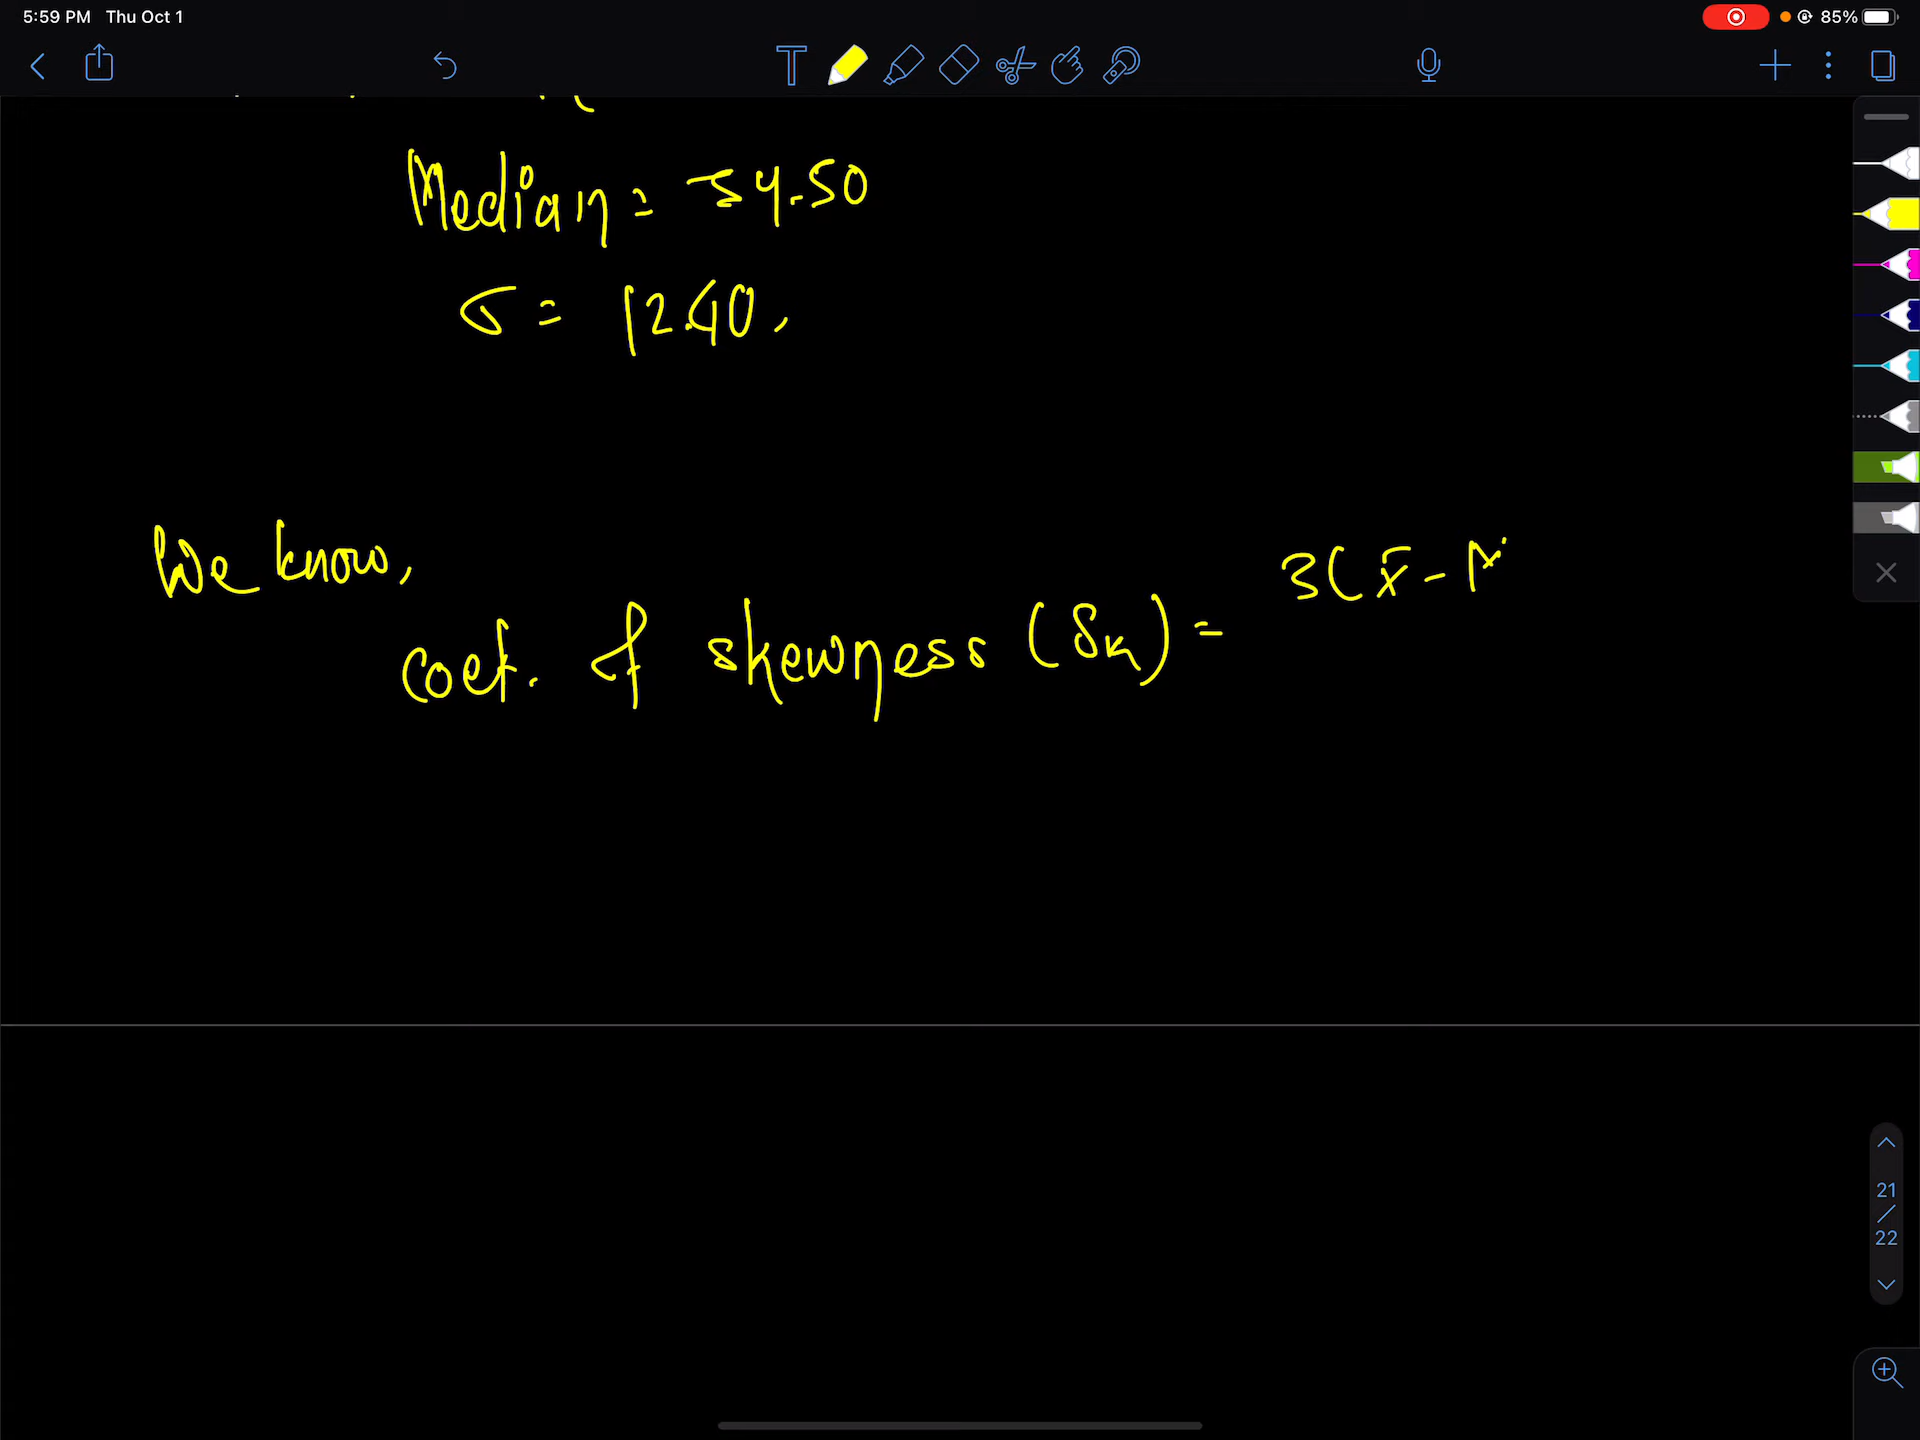 5:59 PM Thu Oct 1
85%
Median = 54.50
σ = 12.40,
We know,
3(x̄ - M
coef. of skewness (Sk) =
21
/
22